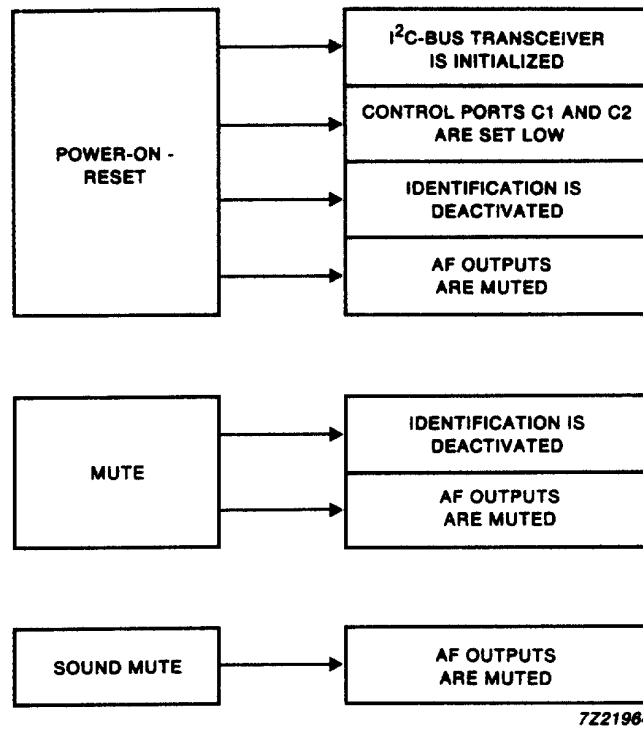 POWER-ON -
RESET
I²C-BUS TRANSCEIVER
IS INITIALIZED
CONTROL PORTS C1 AND C2
ARE SET LOW
IDENTIFICATION IS
DEACTIVATED
AF OUTPUTS
ARE MUTED
MUTE
IDENTIFICATION IS
DEACTIVATED
AF OUTPUTS
ARE MUTED
SOUND MUTE
AF OUTPUTS
ARE MUTED